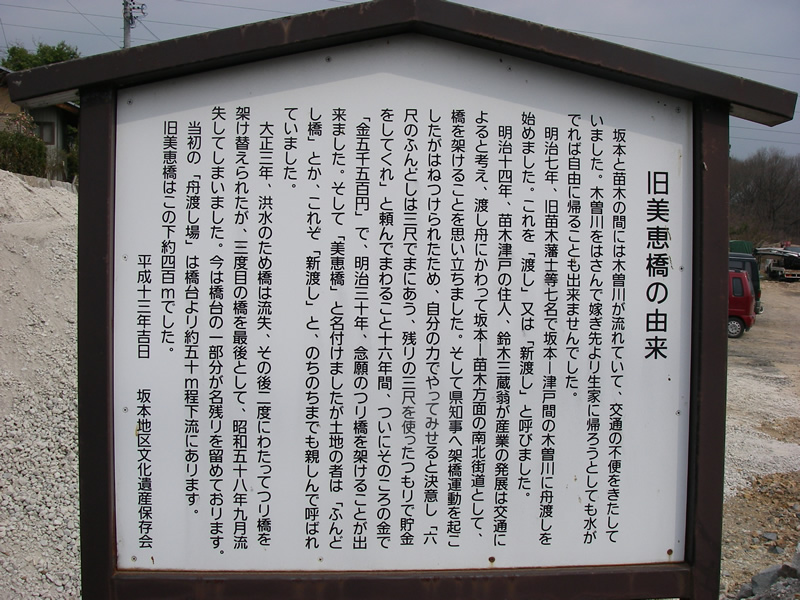 旧美恵橋の由来
坂本と苗木の間には木曽川が流れていて、交通の不便をきたして
いました。木曽川をはさんで嫁ぎ先より生家に帰ろうとしても水が
でれば自由に帰ることも出来ませんでした。
明治七年、旧苗木藩士等七名で坂本ー津戸間の木曽川に舟渡しを
始めました。これを「渡し」又は「新渡し」と呼びました。
明治十四年、苗木津戸の住人、鈴木三蔵翁が産業の発展は交通に
よると考え、渡し舟にかわって坂本ー苗木方面の南北街道として、
橋を架けることを思い立ちました。そして県知事へ架橋運動を起こ
したがはねつけられたため、自分の力でやってみせると決意し「六
尺のふんどしは三尺でまにあう、残りの三尺を使ったつもりで貯金
をしてくれ」と頼んでまわること十六年間、ついにそのころの金で
「金五千五百円」で、明治三十年、念願のつり橋を架けることが出
来ました。そして「美恵橋」と名付けましたが土地の者は「ふんど
し橋」とか、これぞ「新渡し」と、のちのちまでも親しんで呼ばれ
ていました。
大正三年、洪水のため橋は流失、その後二度にわたってつり橋を
架け替えられたが、三度目の橋を最後として、昭和五十八年九月流
失してしまいました。今は橋台の一部分が名残りを留めております。
当初の「舟渡し場」は橋台より約五十m程下流にあります。
旧美恵橋はこの下約四百mでした。
平成十三年吉日　坂本地区文化遺産保存会